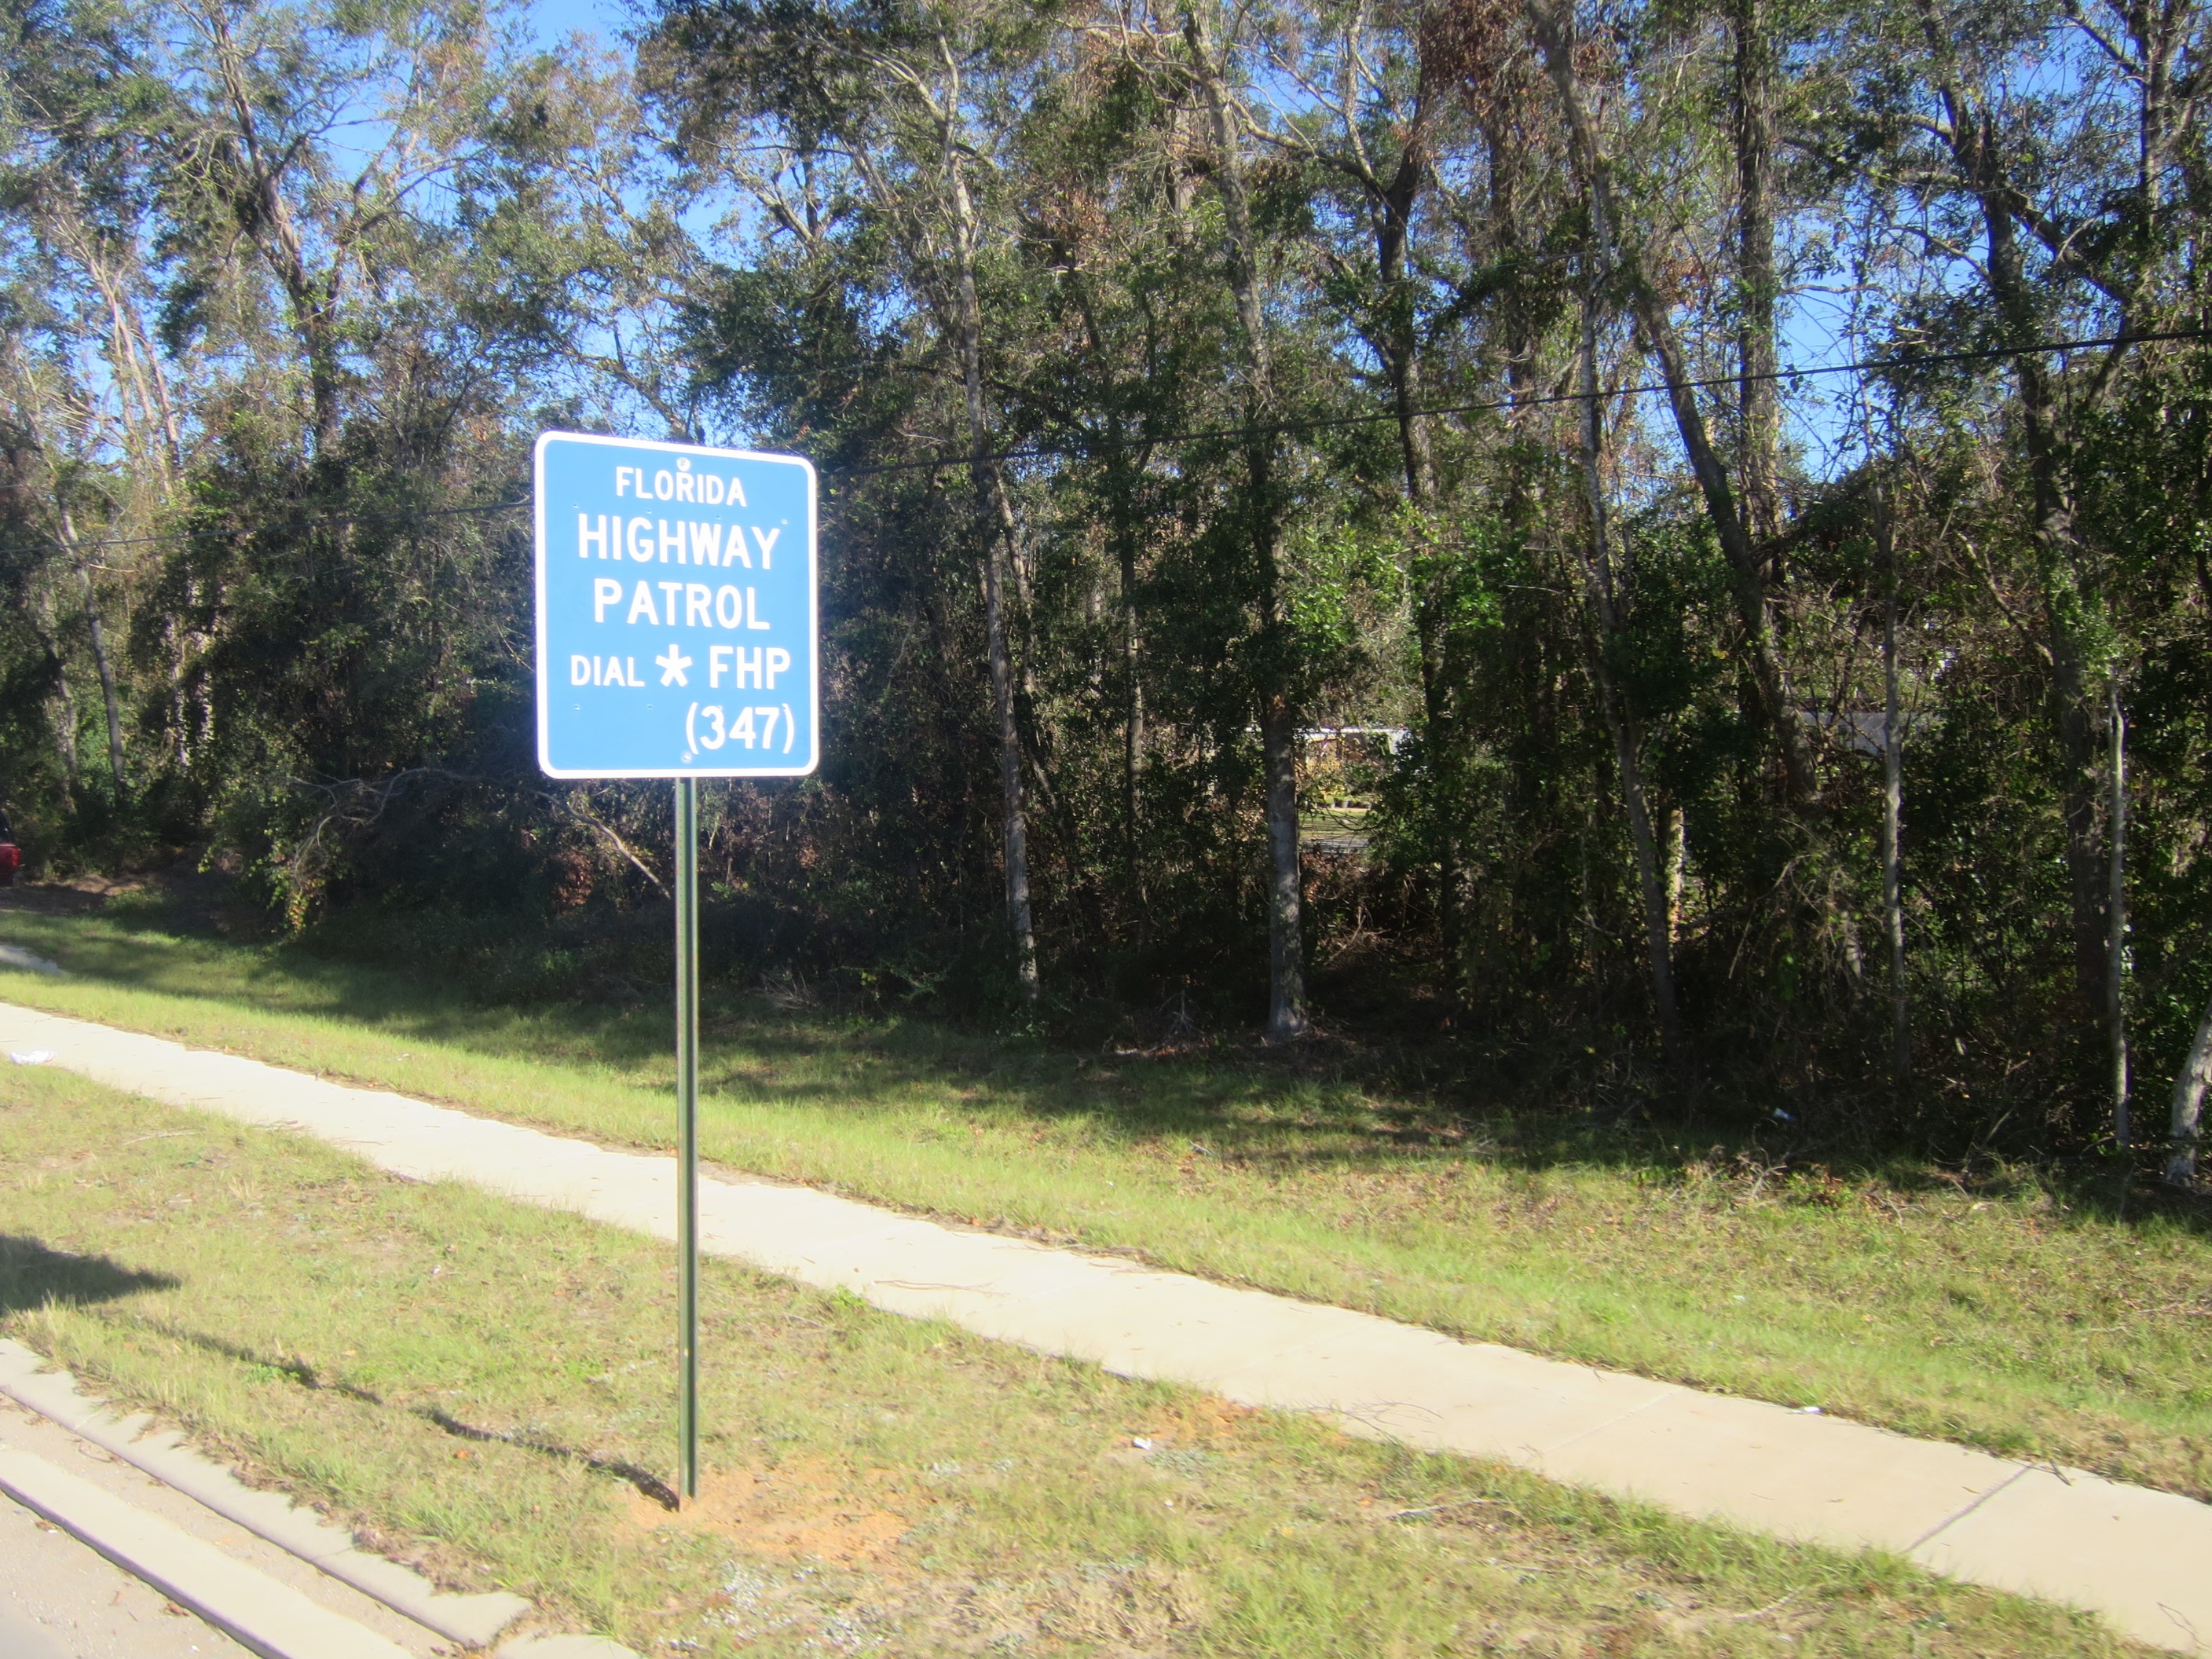 FLORIDA
HIGHWAY
PATROL
DIAL * FHP
(347)